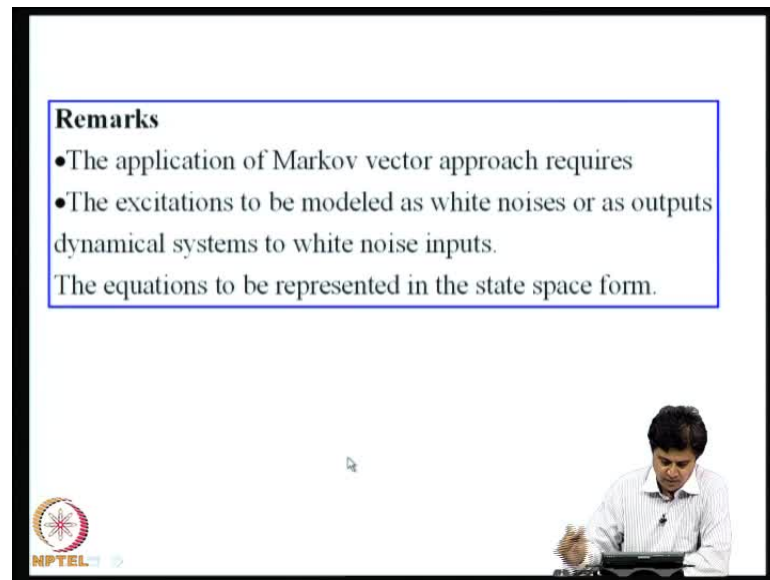 Remarks
•The application of Markov vector approach requires
•The excitations to be modeled as white noises or as outputs
dynamical systems to white noise inputs.
The equations to be represented in the state space form.
NPTEL